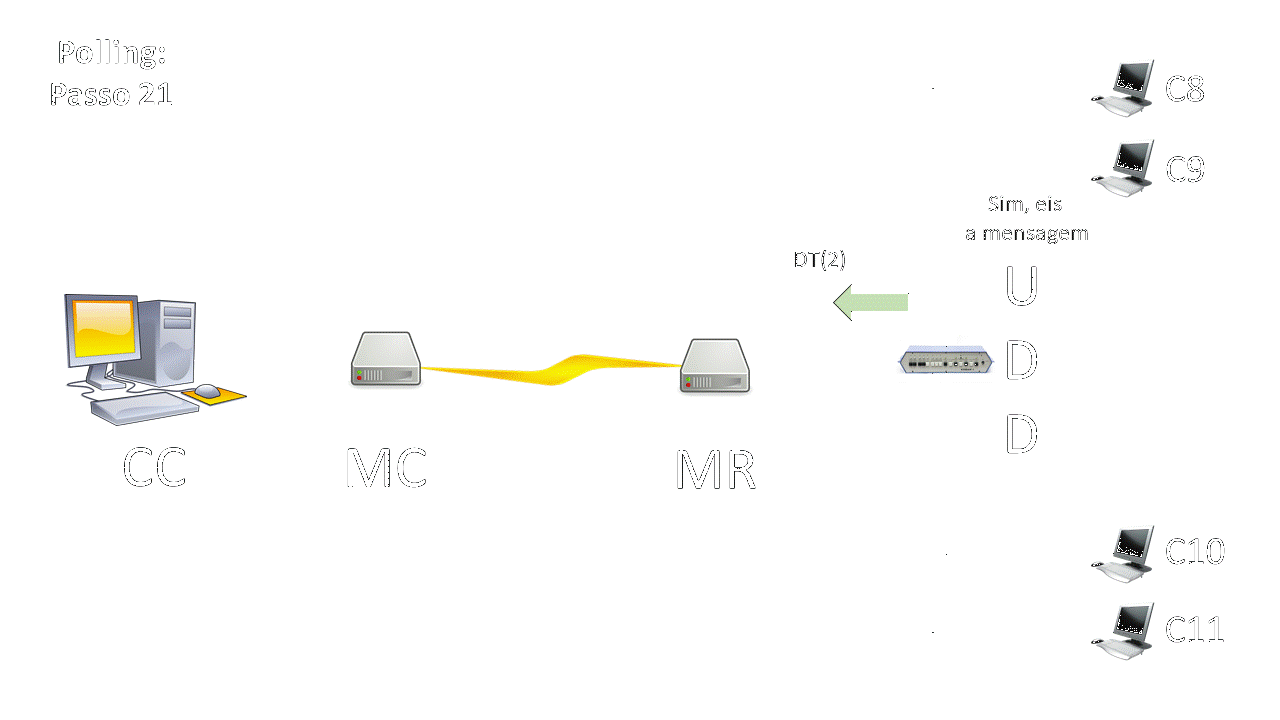 Polling:
Passo 21
C8
C9
Sim, eis
a mensagem
DT(2)
U
D
D
CC
MC
MR
C10
C11